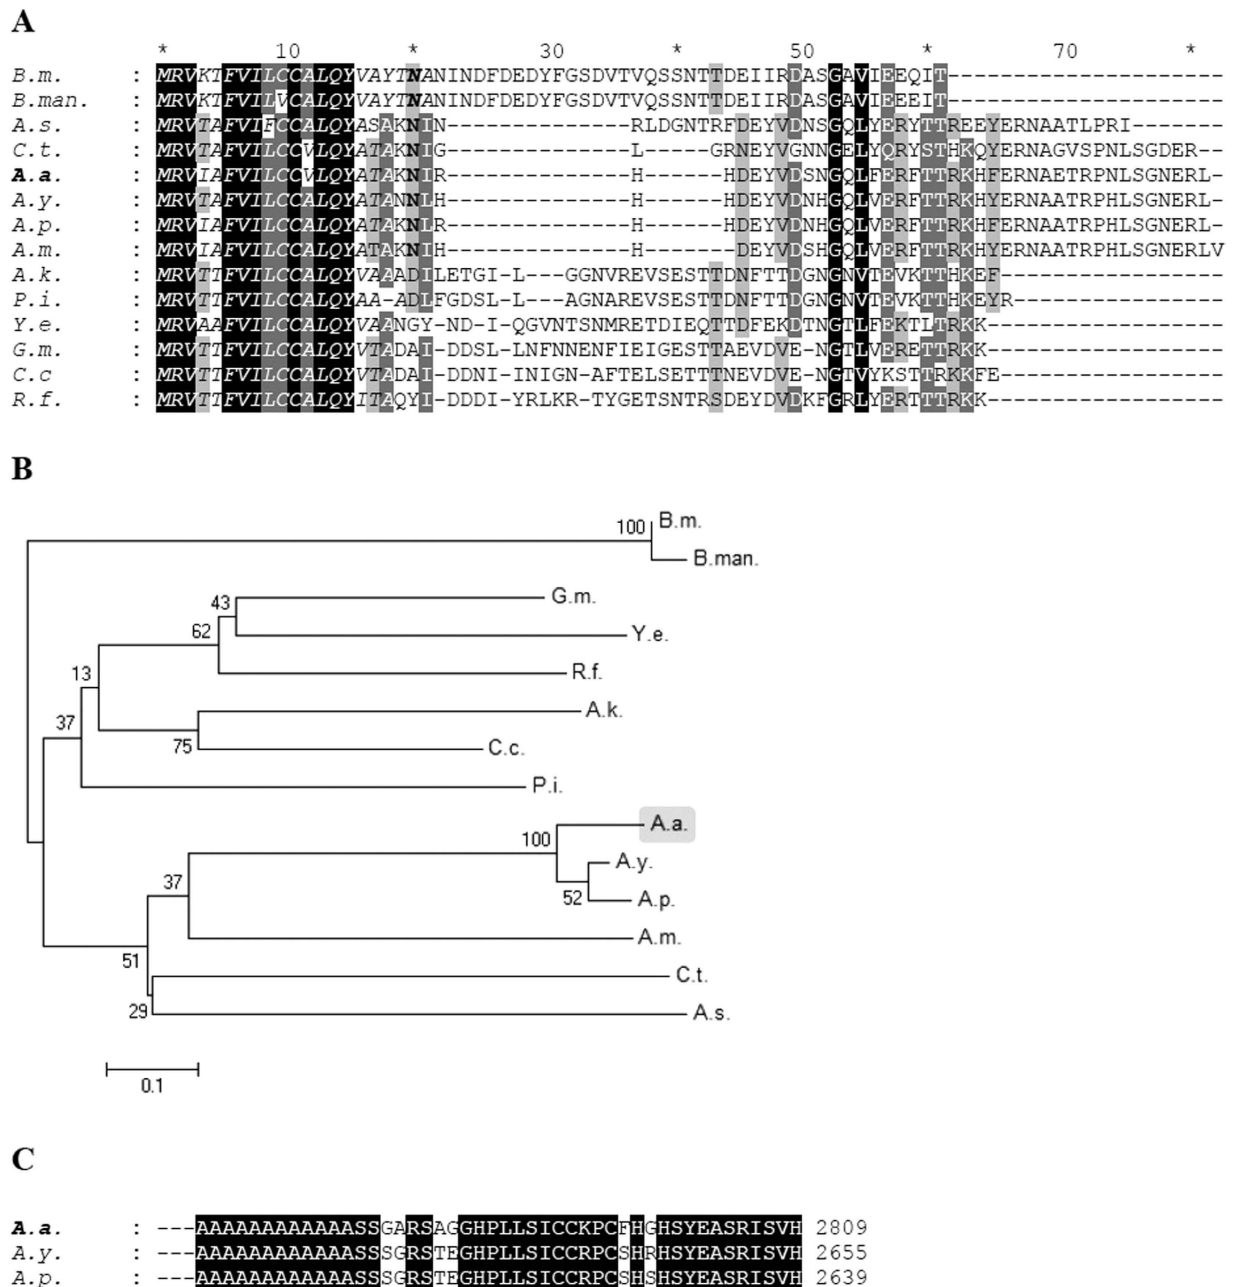 A
* 10 * 30 * 50 * 70 *
B.m. : MRVKTFVILCCALQYVAYTNANINDFDEDYFGSDVTVQSSNTTDEIIRDASGAVIEEQIT---------------------
B.man. : MRVKTFVILVCALQYVAYTNANINDFDEDYFGSDVTVQSSNTTDEIIRDASGAVIEEEIT---------------------
A.s. : MRVTAFVIFCCALQYASAKNIN--------------RLDGNTRFDEYVDNSGQLYERYTTREEYERNAATLPRI-------
C.t. : MRVTAFVILCCVLQYATAKNIG--------------L-----GRNEYVGNNGELYQRYSTHKQYERNAGVSPNLSGDER--
A.a. : MRVIAFVILCCVLQYATAKNIR--------------H------HDEYVDSNGQLFERFTTRKHFERNAETRPNLSGNERL-
A.y. : MRVTAFVILCCALQYATANNLH--------------H------HDEYVDNHGQLVERFTTRKHYERNAATRPHLSGNERL-
A.p. : MRVIAFVILCCALQYATAKNLR--------------H------HDEYVDNHGQLVERFTTRKHFERNAATRPHLSGNERL-
A.m. : MRVIAFVILCCALQYATAKNLH--------------H-------DEYVDSHGQLVERFTTRKHYERNAATRPHLSGNERLV
A.k. : MRVTTFVILCCALQYVAAADILETGI-L---GGNVREVSESTTDNFTTDGNGNVTEVKTTHKEF-----------------
P.i. : MRVTTFVILCCALQYAA-ADLFGDSL-L---AGNAREVSESTTDNFTTDGNGNVTEVKTTHKEYR----------------
Y.e. : MRVAAFVILCCALQYVAANGY-ND-I-QGVNTSNMRETDIEQTTDFEKDTNGTLFEKTLTRKK------------------
G.m. : MRVTTFVILCCALQYVTADAI-DDSL-LNFNNENFIEIGESTTAEVDVE-NGTLVERETTRKK------------------
C.c : MRVTTFVILCCALQYVTADAI-DDNI-INIGN-AFTELSETTTNEVDVE-NGTVYKSTTRKKFE-----------------
R.f. : MRVTTFVILCCALQYITAQYI-DDDI-YRLKR-TYGETSNTRSDEYDVDKFGRLYERTTTRKK------------------
B
100 B.m.
B.man.
43 G.m.
62 Y.e.
R.f.
13 A.k.
37 75 C.c.
P.i.
A.a.
100 A.y.
37 52 A.p.
A.m.
51 C.t.
29 A.s.
0.1
C
A.a. : ---AAAAAAAAAAAASSGARSAGGHPLLSICCKPCFHGHSYEASRISVH 2809
A.y. : ---AAAAAAAAAAAASSSGRSTEGHPLLSICCRPCSHRHSYEASRISVH 2655
A.p. : ---AAAAAAAAAAAASSSGRSTEGHPLLSICCRPCSHSHSYEASRISVH 2639